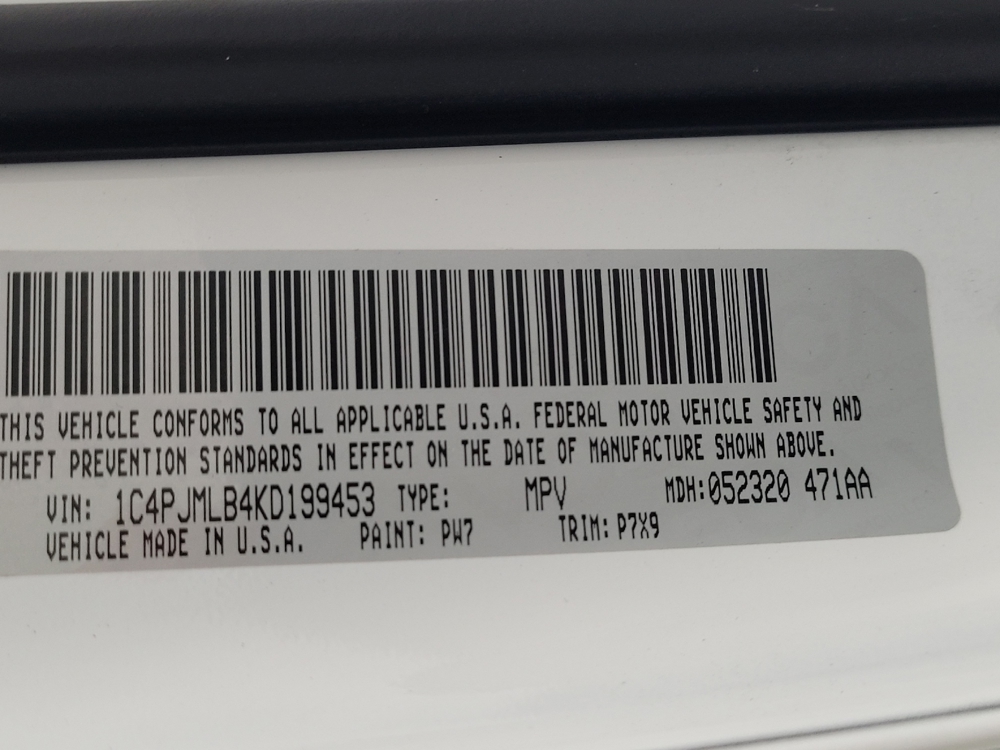 THIS VEHICLE CONFORMS TO ALL APPLICABLE U.S.A. FEDERAL MOTOR VEHICLE SAFETY AND
THEFT PREVENTION STANDARDS IN EFFECT ON THE DATE OF MANUFACTURE SHOWN ABOVE.
VIN: 1C4PJMLB4KD199453 TYPE: MPV MDH:052320 471AA
VEHICLE MADE IN U.S.A. PAINT: PW7 TRIM: P7X9